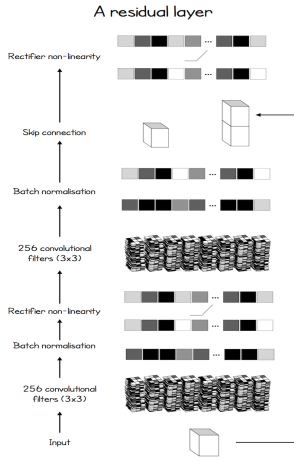 A residual layer
Rectifier non-linearity
...
...
Skip connection
...
Batch normalisation
...
256 convolutional
filters (3x3)
...
Rectifier non-linearity
...
Batch normalisation
...
256 convolutional
filters (3x3)
Input